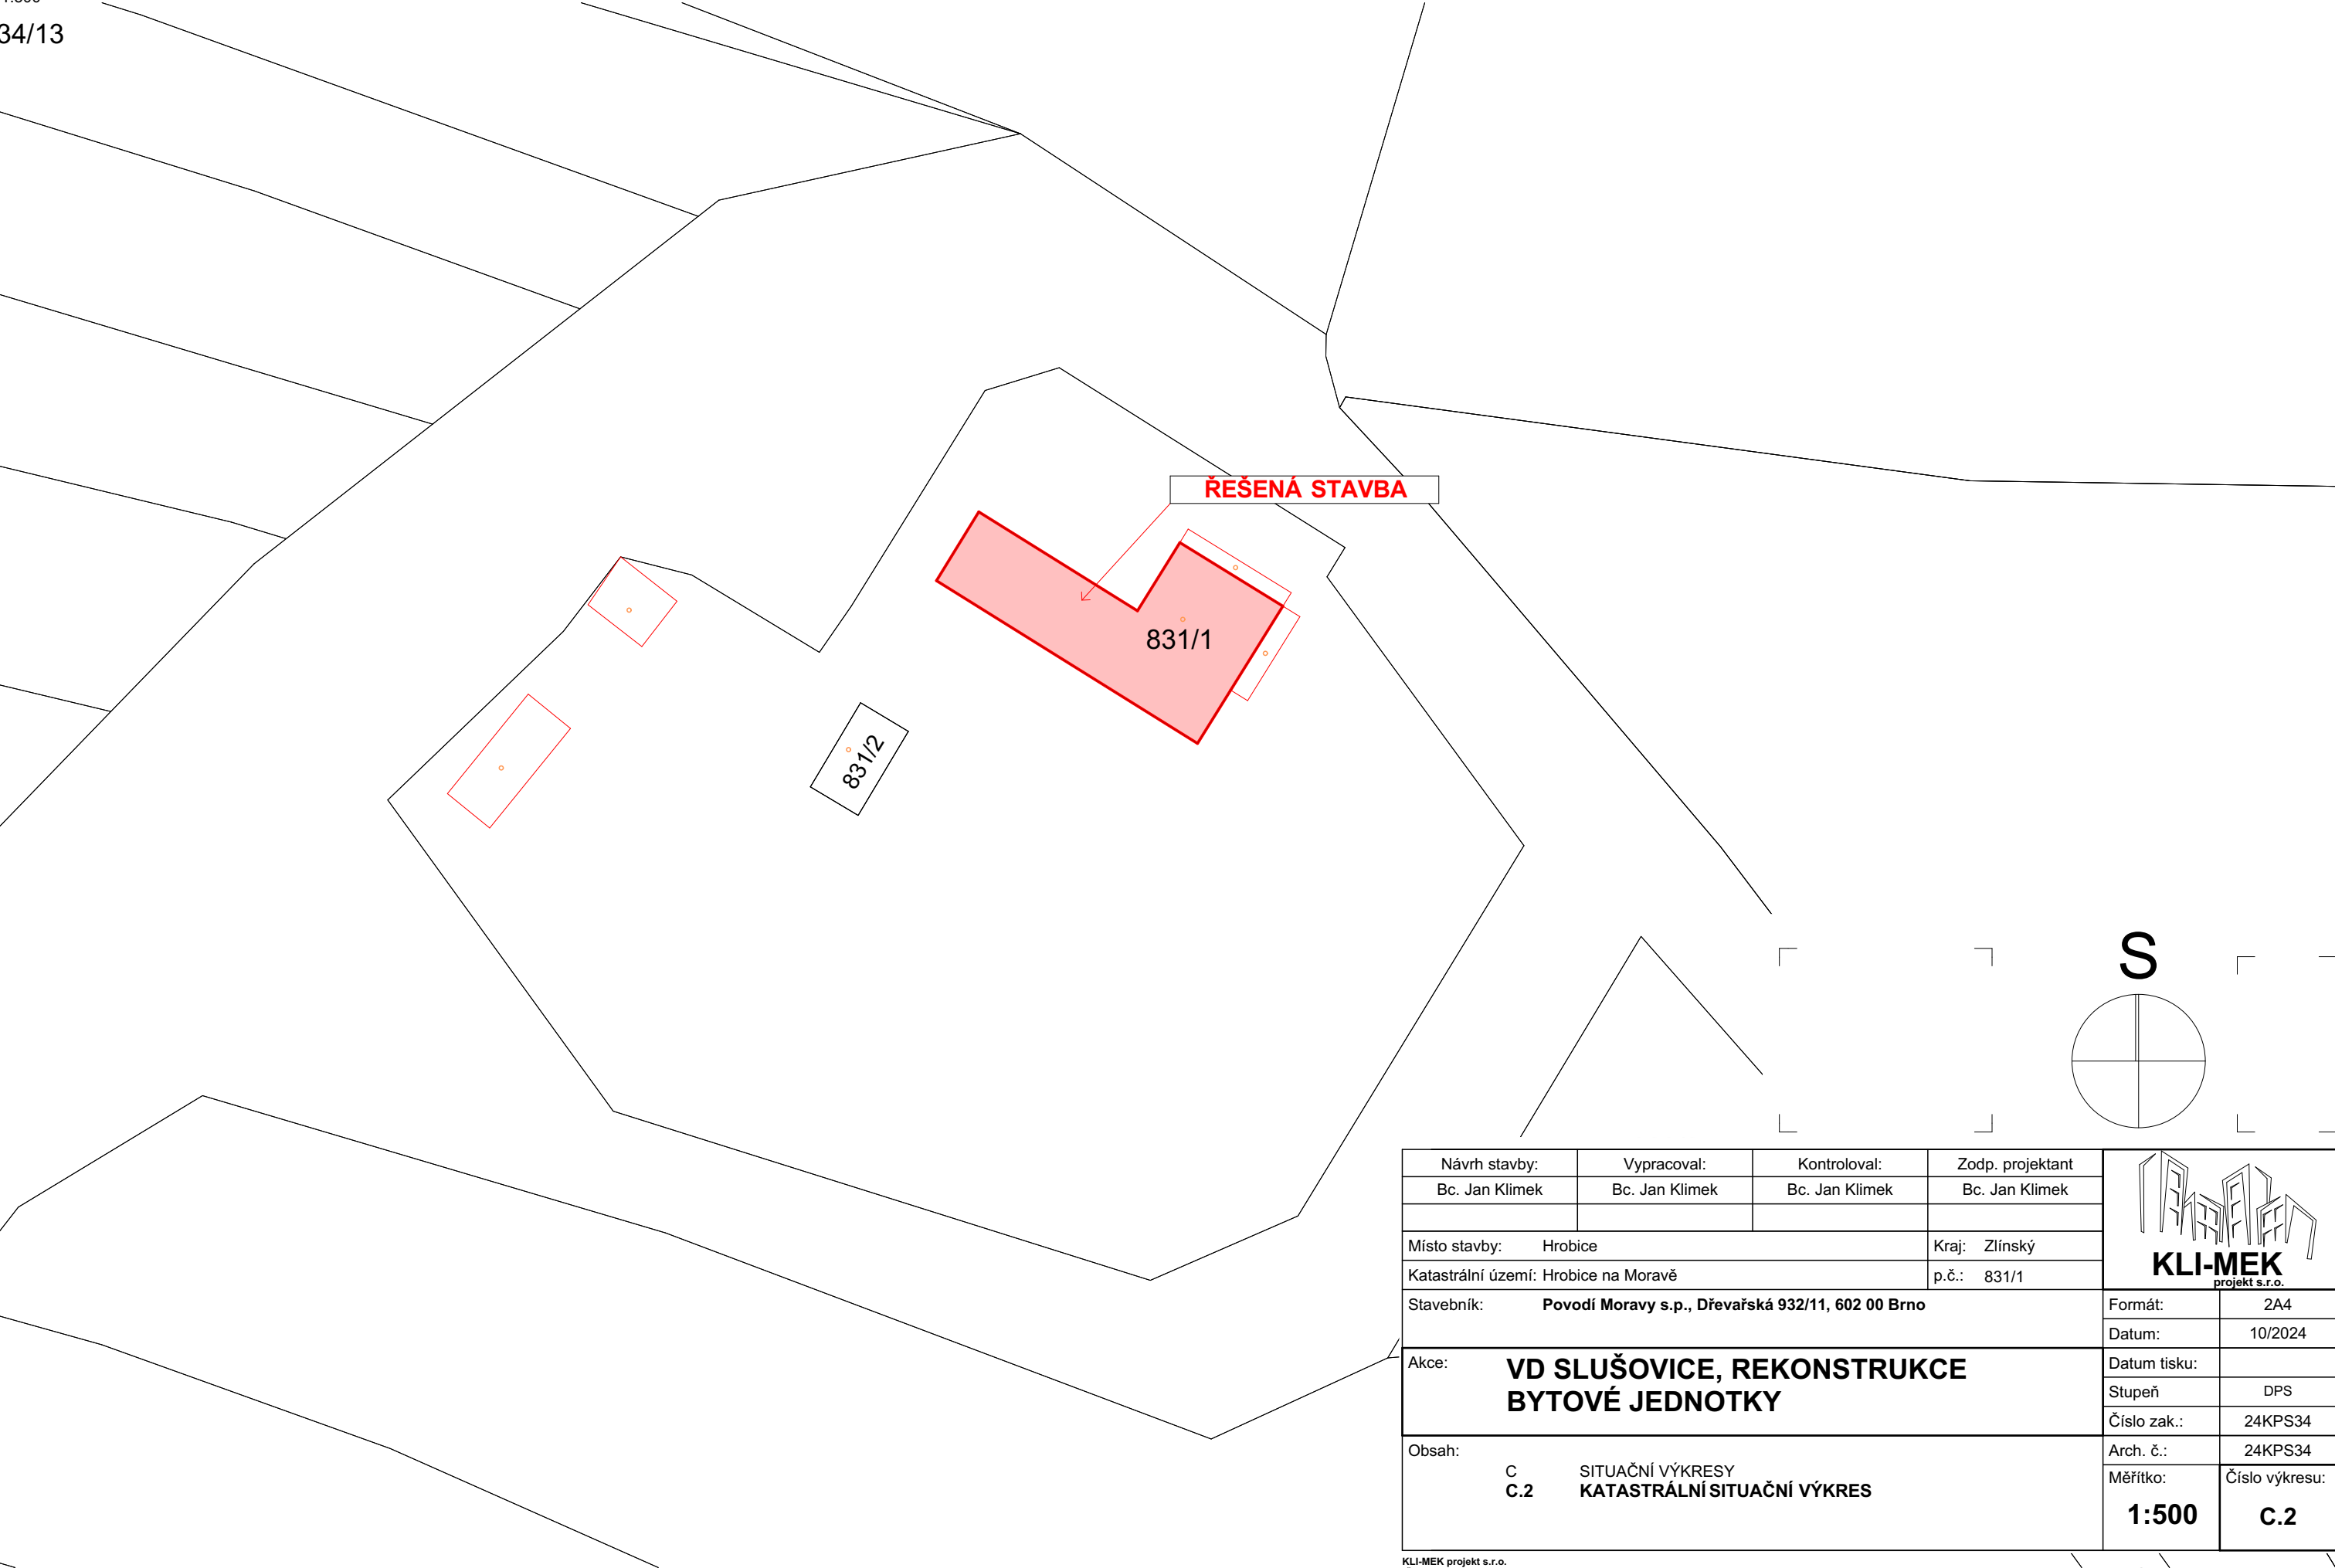 34/13
ŘEŠENÁ STAVBA
831/1
831/2
S
Návrh stavby: Vypracoval: Kontroloval: Zodp. projektant
Bc. Jan Klimek Bc. Jan Klimek Bc. Jan Klimek Bc. Jan Klimek
Místo stavby: Hrobice Kraj: Zlínský
Katastrální území: Hrobice na Moravě p.č.: 831/1
KLI-MEK
projekt s.r.o.
Stavebník: Povodí Moravy s.p., Dřevařská 932/11, 602 00 Brno
Formát: 2A4
Datum: 10/2024
Akce: VD SLUŠOVICE, REKONSTRUKCE
BYTOVÉ JEDNOTKY
Datum tisku:
Stupeň DPS
Číslo zak.: 24KPS34
Obsah:
Arch. č.: 24KPS34
C SITUAČNÍ VÝKRESY
C.2 KATASTRÁLNÍ SITUAČNÍ VÝKRES
Měřítko: Číslo výkresu:
1:500 C.2
KLI-MEK projekt s.r.o.